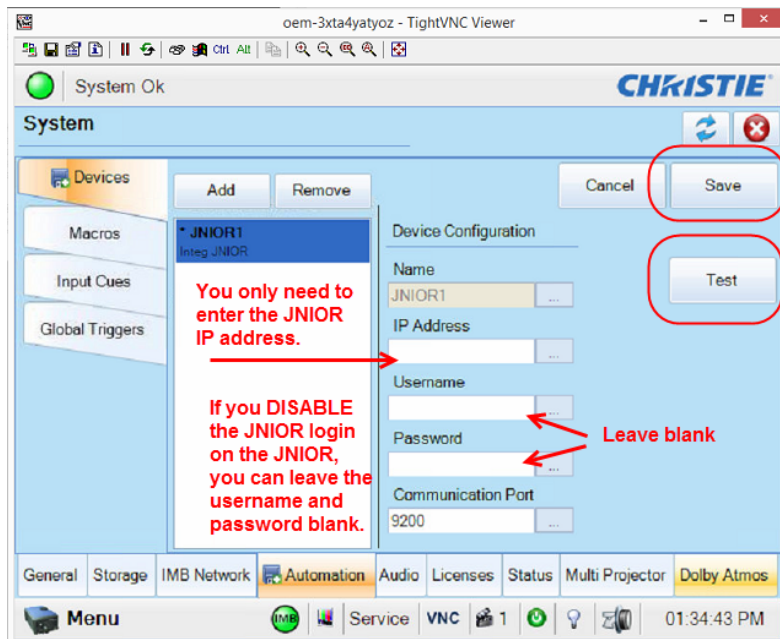 oem-3xta4yatyoz - TightVNC Viewer
Ctrl Alt
System Ok
CHRISTIE
System
Devices
Macros
Input Cues
Global Triggers
Add
Remove
* JNIOR1
Integ JNIOR
You only need to
enter the JNIOR
IP address.
If you DISABLE
the JNIOR login
on the JNIOR,
you can leave the
username and
password blank.
Device Configuration
Name
JNIOR1
...
IP Address
...
Username
...
Password
...
Communication Port
9200
...
Leave blank
Cancel
Save
Test
General Storage IMB Network Automation Audio Licenses Status Multi Projector Dolby Atmos
Menu
IMB
Service VNC 1
01:34:43 PM